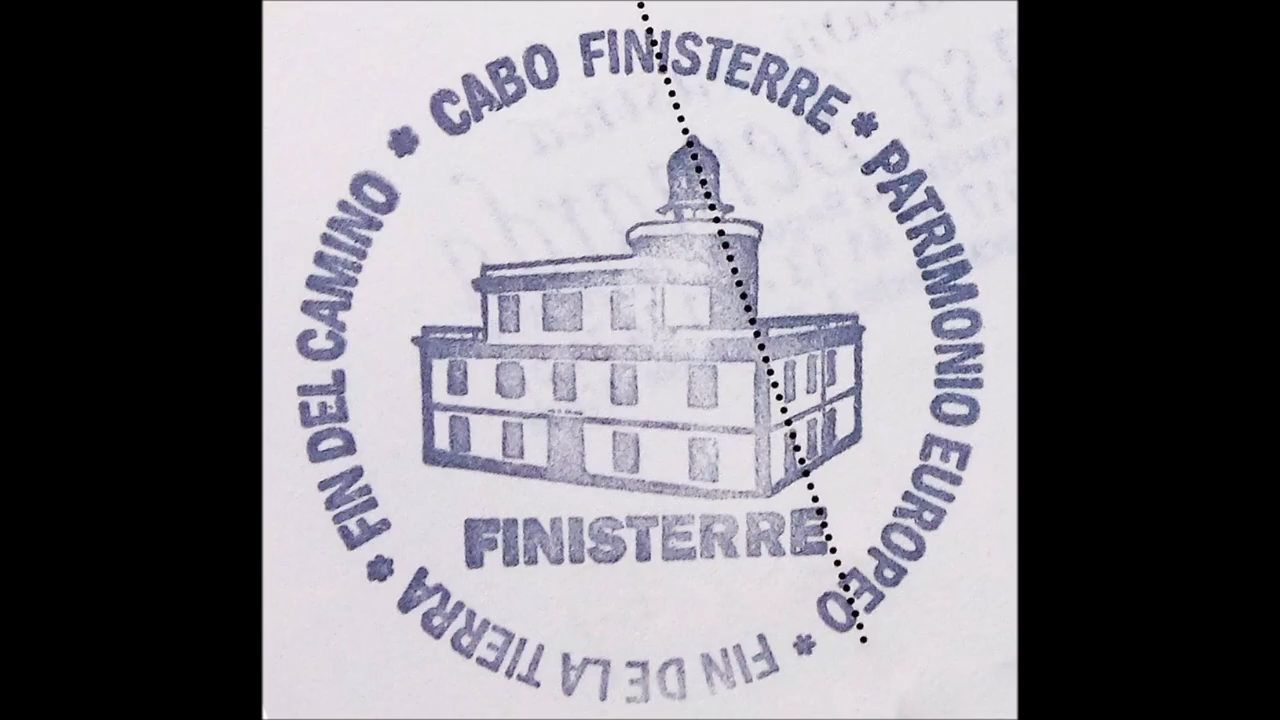 * CABO FINISTERRE * PATRIMONIO EUROPEO * FIN DE LA TIERRA * FIN DEL CAMINO
FINISTERRE